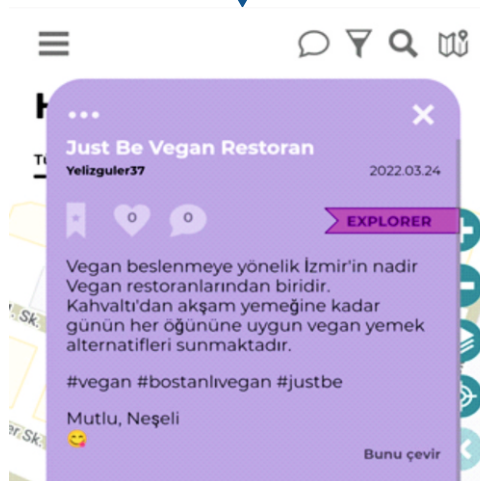 Just Be Vegan Restoran
Yelizguler37
2022.03.24
0
0
EXPLORER
Vegan beslenmeye yönelik İzmir'in nadir
Vegan restoranlarından biridir.
Kahvaltı'dan akşam yemeğine kadar
günün her öğününe uygun vegan yemek
alternatifleri sunmaktadır.
#vegan #bostanlıvegan #justbe
Mutlu, Neşeli
Bunu çevir
Sk.
Sk.